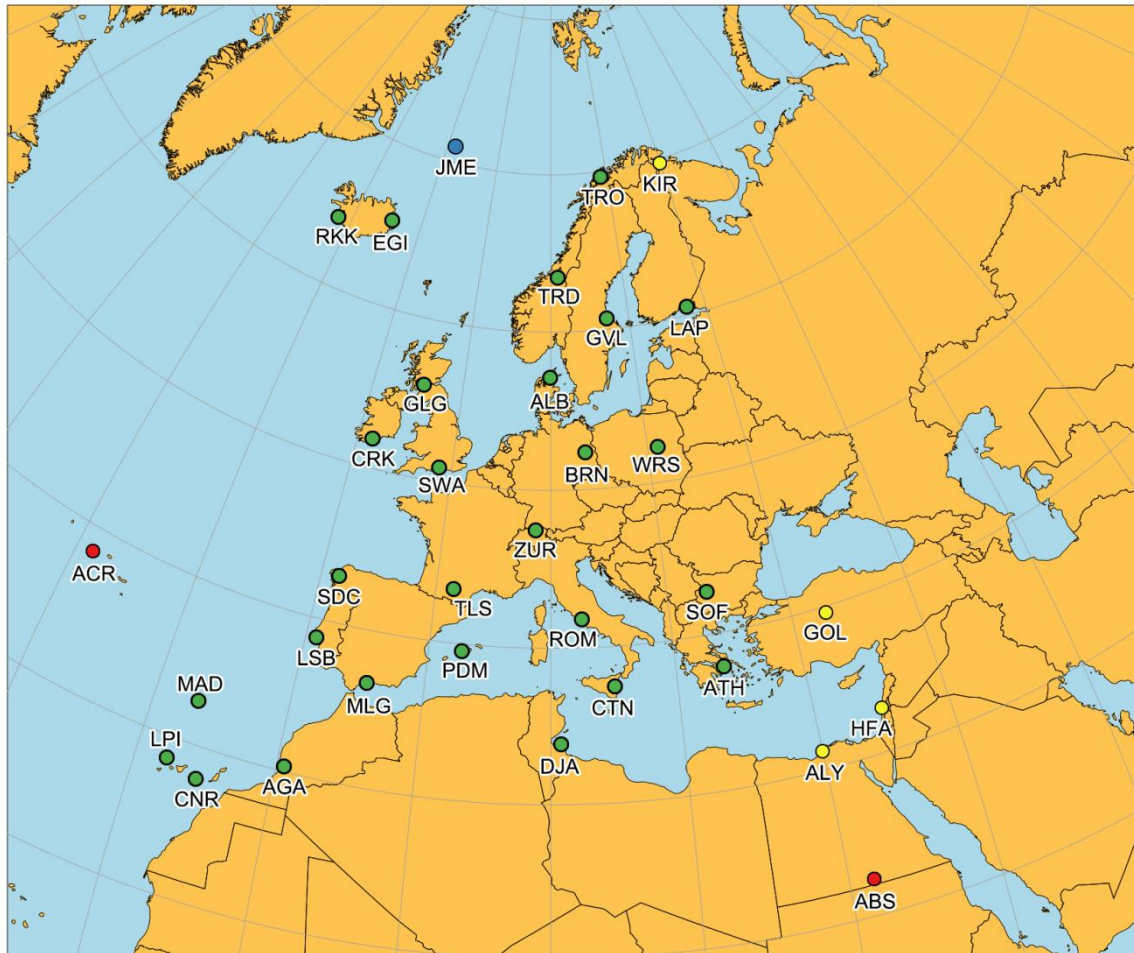 JME
TRO
KIR
RKK
EGI
TRD
GVL
LAP
GLG
ALB
CRK
SWA
BRN
WRS
ZUR
ACR
SDC
TLS
SOF
ROM
GOL
LSB
PDM
MAD
MLG
CTN
ATH
HFA
LPI
DJA
ALY
CNR
AGA
ABS